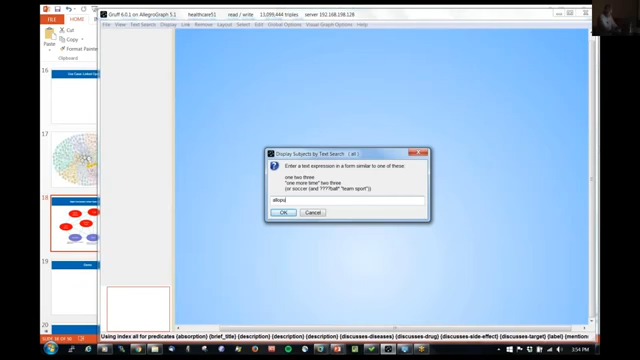 Gruff 6.0.1 on AllegroGraph 5.1 healthcare51 read / write 13,099,444 triples server 192.168.198.128
File View Text Search Display Link Remove Layout Select Edit Global Options Visual Graph Options Help
FILE HOME
Paste
Cut
Copy
Format Painter
Clipboard
16
17
18
19
20
Display Subjects by Text Search ( all )
Enter a text expression in a form similar to one of these:
one two three
"one more time" two three
(or soccer (and ????ball* "team sport"))
allopu
OK Cancel
Using index all for predicates {absorption} {brief_title} {description} {description} {discusses-diseases} {discusses-drug} {discusses-side-effect} {discusses-target} {label} {mention
3:54 PM